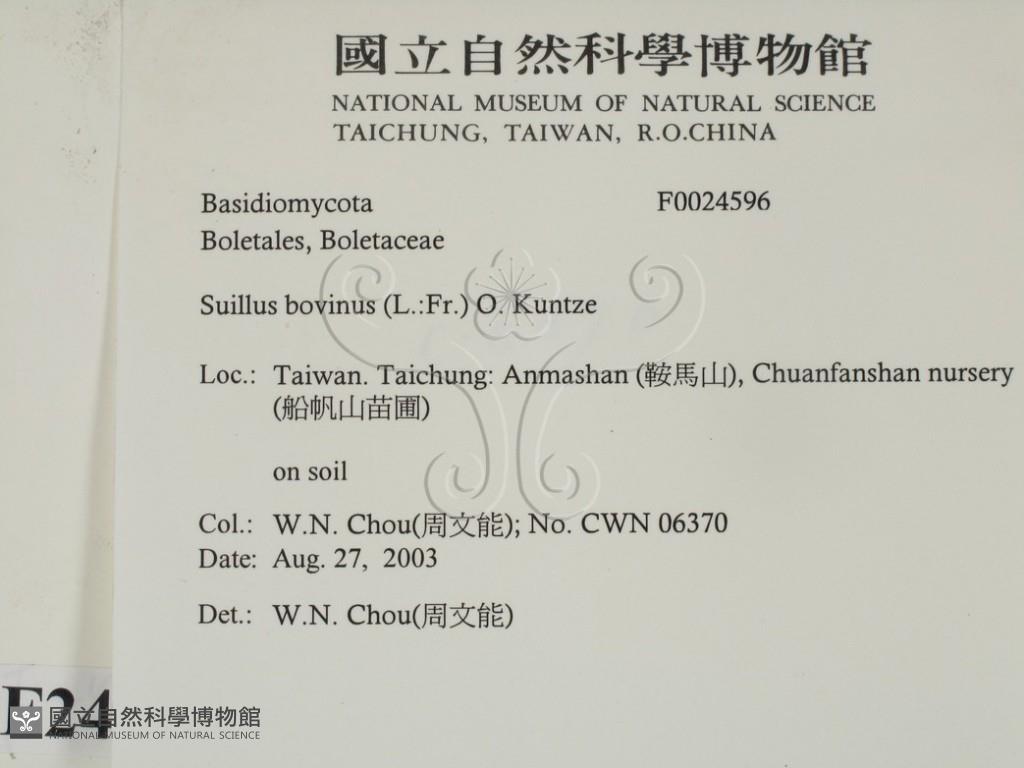 國立自然科學博物館
NATIONAL MUSEUM OF NATURAL SCIENCE
TAICHUNG, TAIWAN, R.O.CHINA
Basidiomycota F0024596
Boletales, Boletaceae
Suillus bovinus (L.:Fr.) O. Kuntze
Loc.: Taiwan. Taichung: Anmashan (鞍馬山), Chuanfanshan nursery
(船帆山苗圃)
on soil
Col.: W.N. Chou(周文能); No. CWN 06370
Date: Aug. 27, 2003
Det.: W.N. Chou(周文能)
F24
國立自然科學博物館
NATIONAL MUSEUM OF NATURAL SCIENCE